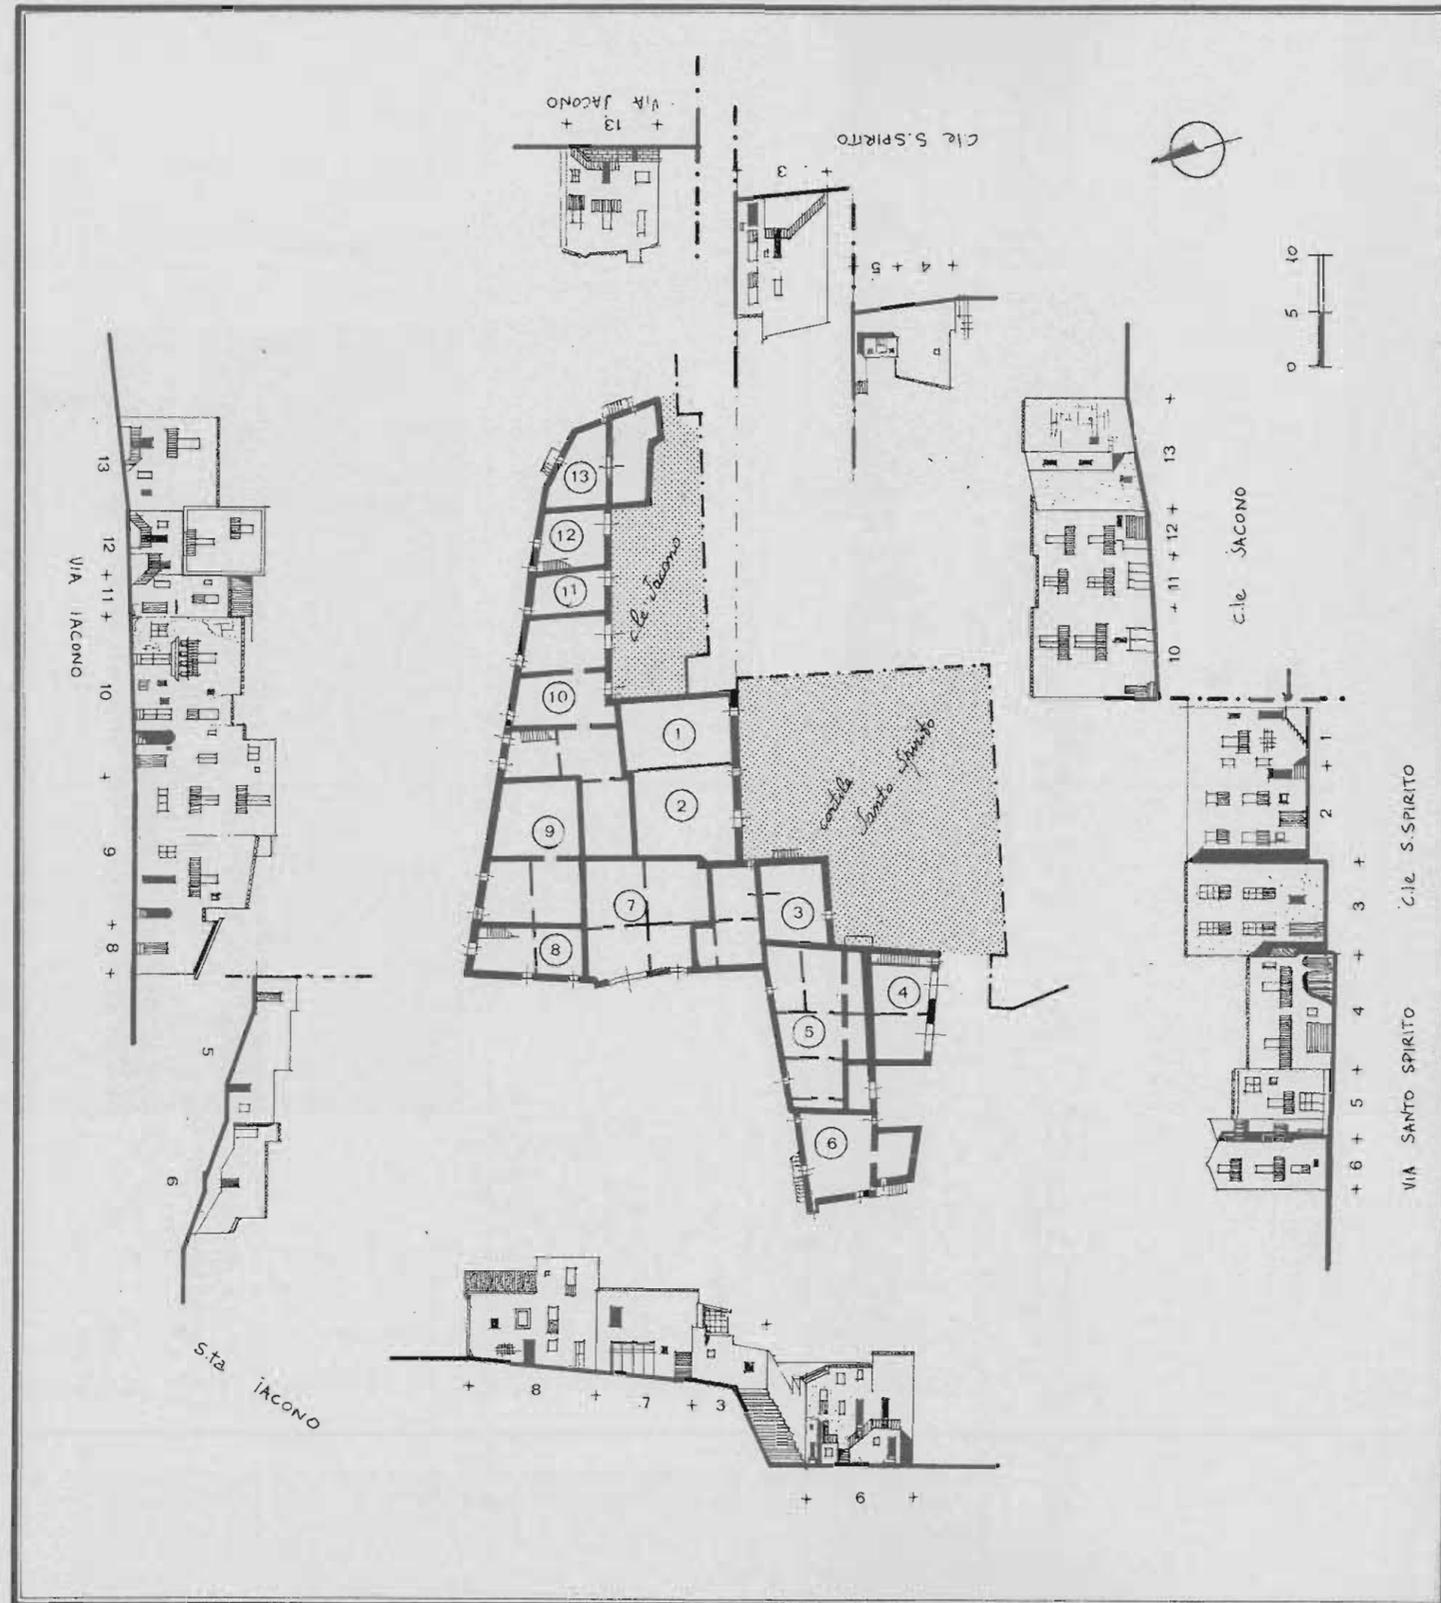 VIA JACONO
+ 13 +
C.le S.SPIRITO
3 +
5 + 4 +
10
5
0
13
12 + 11 +
10
+
9
+ 8 +
VIA IACONO
13
12
11
10
9
8
7
1
2
3
4
5
6
C.le Jacono
cortile
Santo Spirito
+
13
+ 10 + 11 + 12 +
C.le JACONO
2 + 1
+
3
+
4
+
+ 6 + 5
C.le S.SPIRITO
VIA SANTO SPIRITO
5
6
S.ta
IACONO
+ 8 + 7 + 3
+
+ 6 +